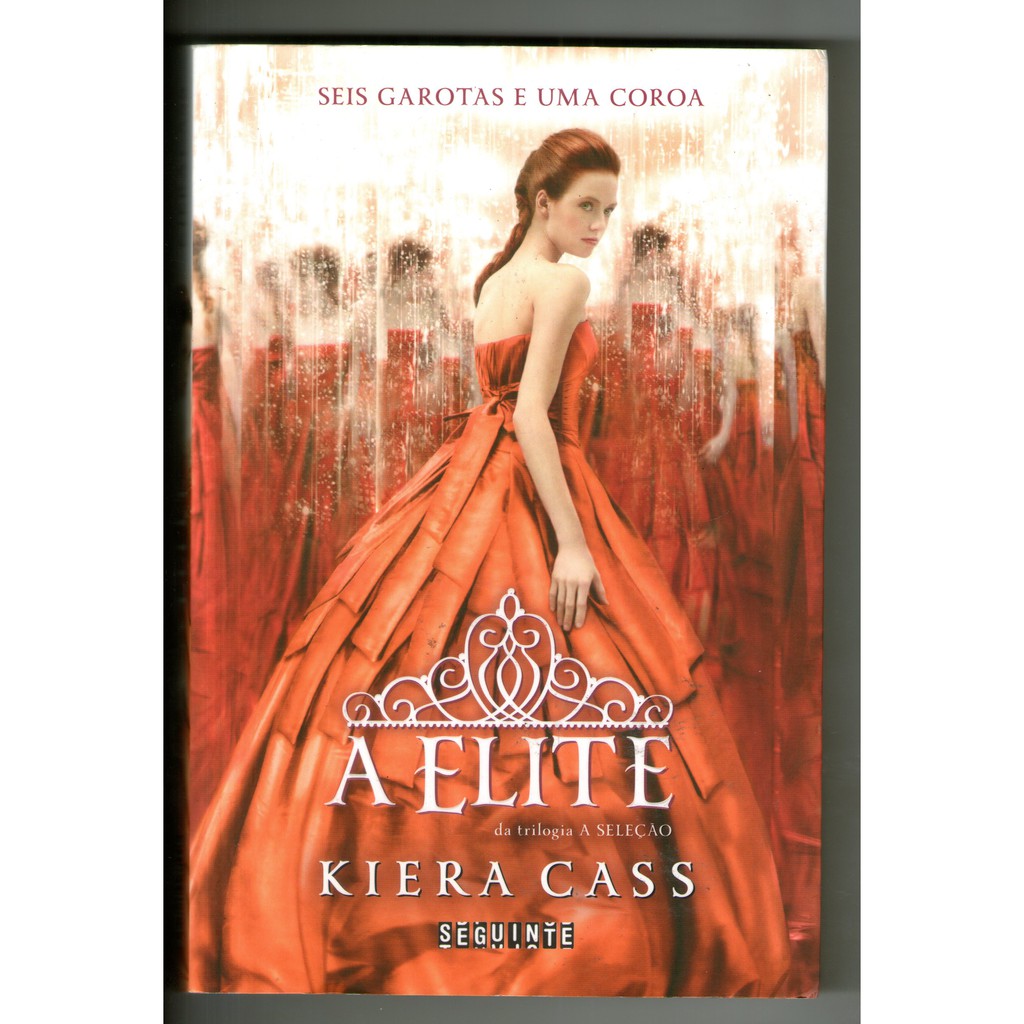 SEIS GAROTAS E UMA COROA
A ELITE
da trilogia A SELEÇÃO
KIERA CASS
SEGUINTE